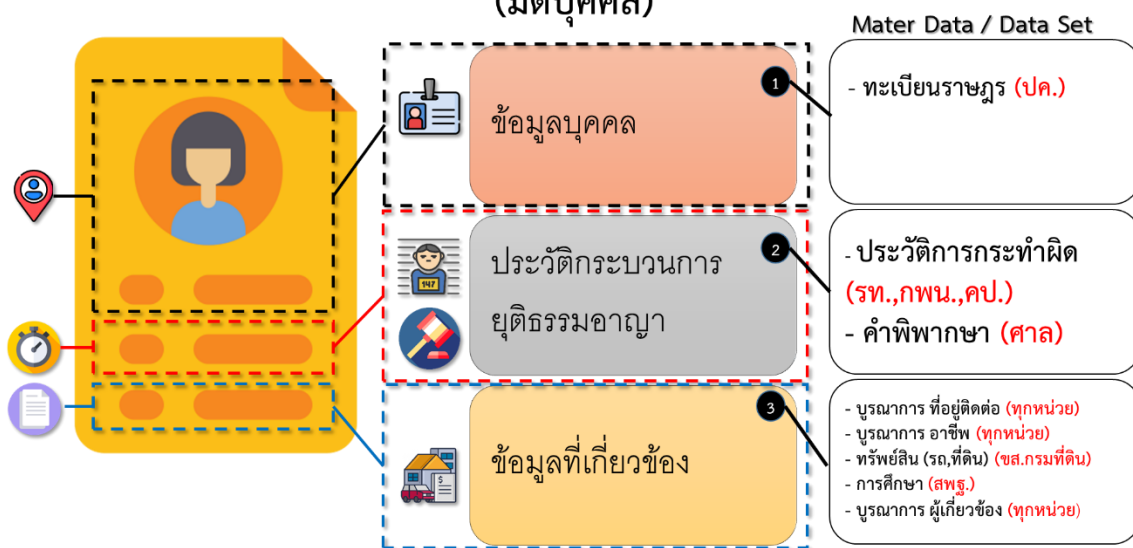 (มิติบุคคล)
Mater Data / Data Set
ข้อมูลบุคคล
1
- ทะเบียนราษฎร (ปค.)
ประวัติกระบวนการ
ยุติธรรมอาญา
2
147
- ประวัติการกระทำผิด
(รท.,กพน.,คป.)
- คำพิพากษา (ศาล)
ข้อมูลที่เกี่ยวข้อง
3
- บูรณาการ ที่อยู่ติดต่อ (ทุกหน่วย)
- บูรณาการ อาชีพ (ทุกหน่วย)
- ทรัพย์สิน (รถ,ที่ดิน) (ขส.กรมที่ดิน)
- การศึกษา (สพฐ.)
- บูรณาการ ผู้เกี่ยวข้อง (ทุกหน่วย)